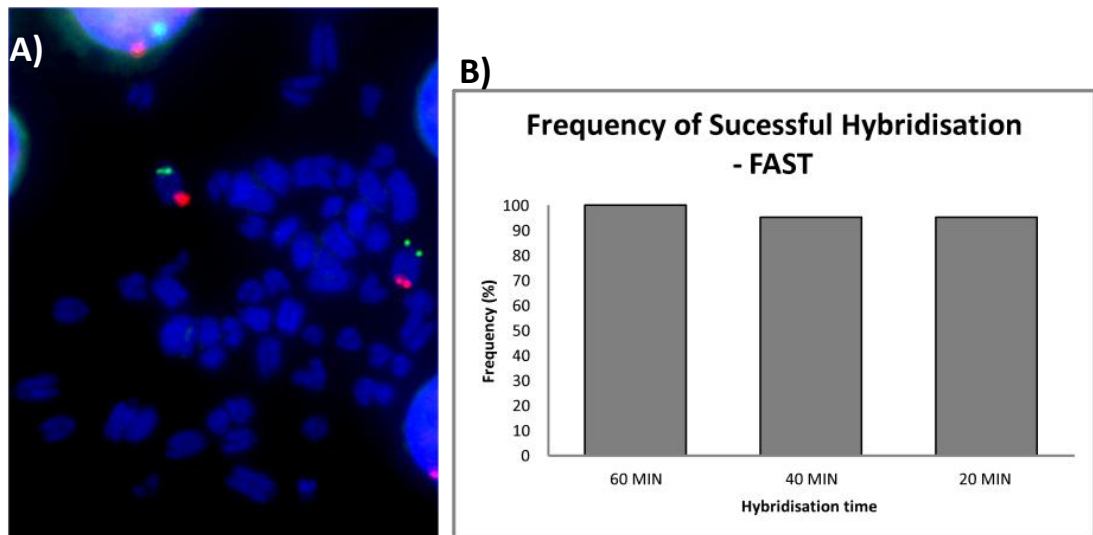 A)
B)
Frequency of Sucessful Hybridisation
- FAST
100
90
80
70
60
50
40
30
20
10
0
Frequency (%)
60 MIN
40 MIN
20 MIN
Hybridisation time